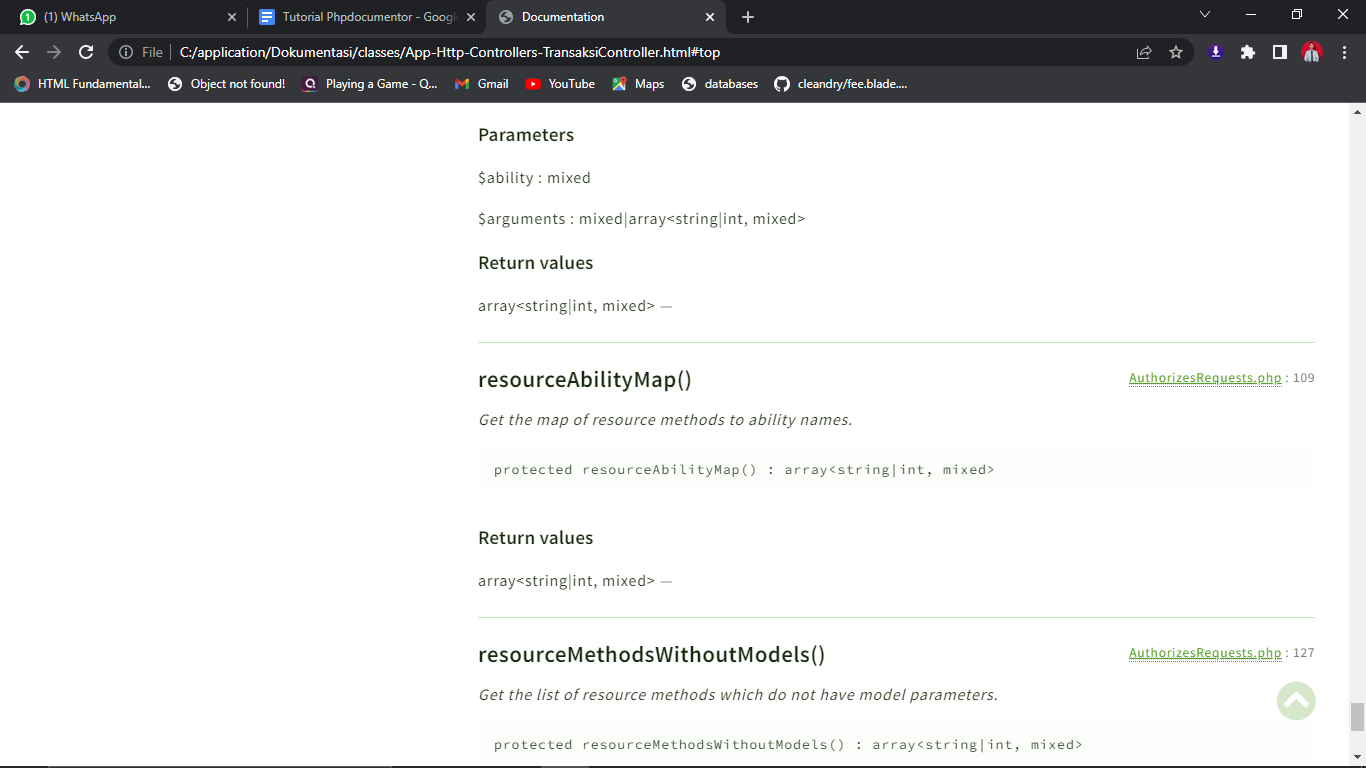 1
(1) WhatsApp
Tutorial Phpdocumentor - Google
Documentation
File
C:/application/Dokumentasi/classes/App-Http-Controllers-TransaksiController.html#top
HTML Fundamental...
Object not found!
Playing a Game - Q...
Gmail
YouTube
Maps
databases
cleandry/fee.blade....
Parameters
$ability : mixed
$arguments : mixed|array<string|int, mixed>
Return values
array<string|int, mixed> —
resourceAbilityMap()
AuthorizesRequests.php : 109
Get the map of resource methods to ability names.
protected resourceAbilityMap() : array<string|int, mixed>
Return values
array<string|int, mixed> —
resourceMethodsWithoutModels()
AuthorizesRequests.php : 127
Get the list of resource methods which do not have model parameters.
protected resourceMethodsWithoutModels() : array<string|int, mixed>